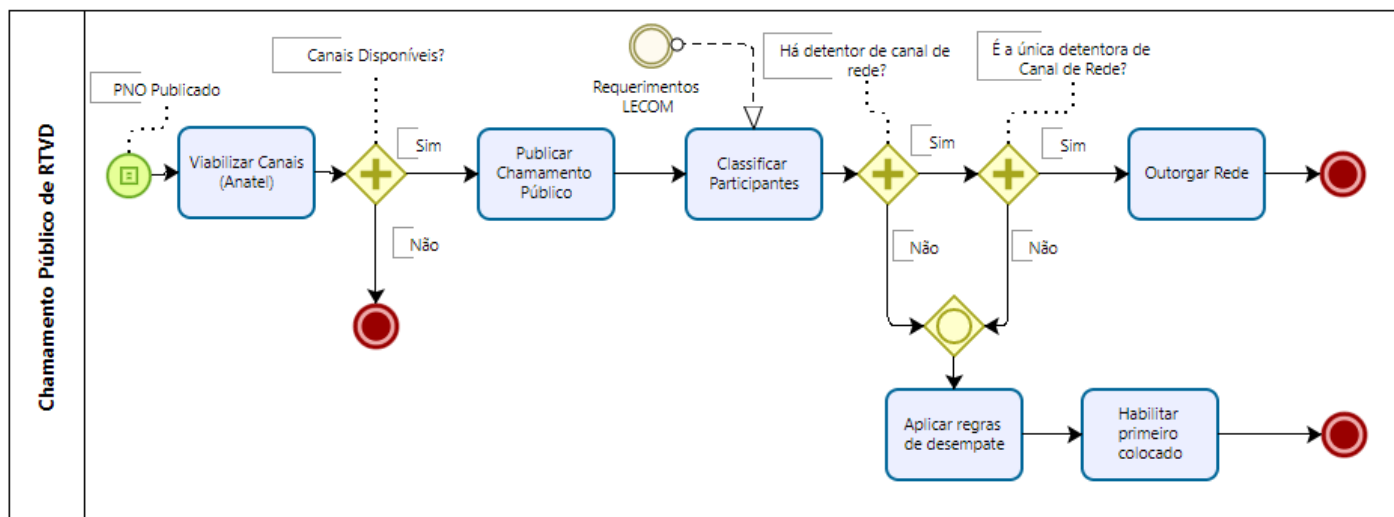 Chamamento Público de RTVD
PNO Publicado
Viabilizar Canais
(Anatel)
Canais Disponíveis?
Sim
Não
Publicar
Chamamento
Público
Requerimentos
LECOM
Classificar
Participantes
Há detentor de canal de
rede?
Sim
Não
É a única detentora de
Canal de Rede?
Sim
Não
Outorgar Rede
Aplicar regras
de desempate
Habilitar
primeiro
colocado